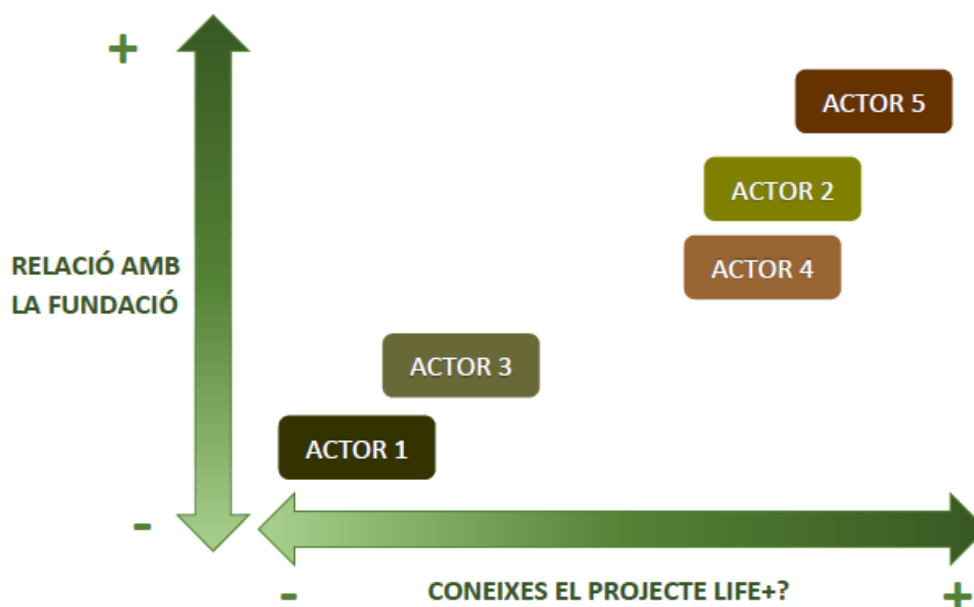 +
ACTOR 5
ACTOR 2
RELACIÓ AMB
LA FUNDACIÓ
ACTOR 4
ACTOR 3
ACTOR 1
-
- CONEIXES EL PROJECTE LIFE+? +